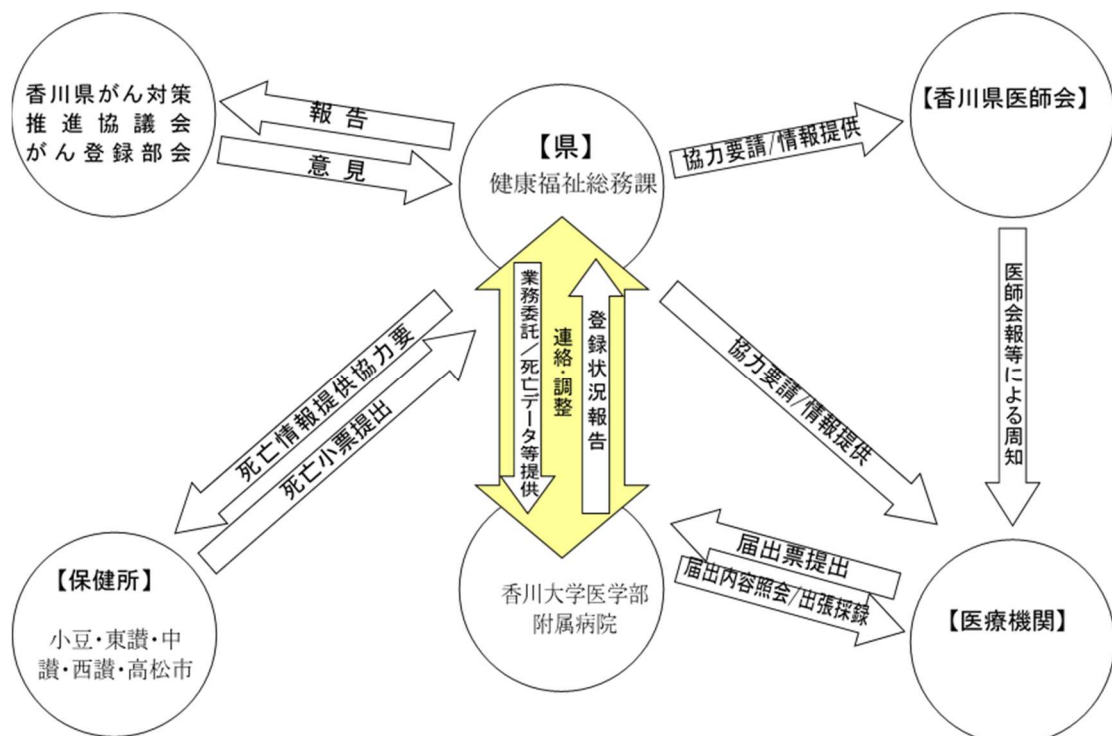 香川県がん対策
推進協議会
がん登録部会
報告
意見
【県】
健康福祉総務課
協力要請/情報提供
【香川県医師会】
医師会報等による周知
業務委託/死亡データ等提供
連絡・調整
登録状況報告
死亡情報提供協力要
死亡小票提出
協力要請/情報提供
【保健所】
小豆・東讃・中
讃・西讃・高松市
香川大学医学部
附属病院
届出票提出
届出内容照会/出張採録
【医療機関】